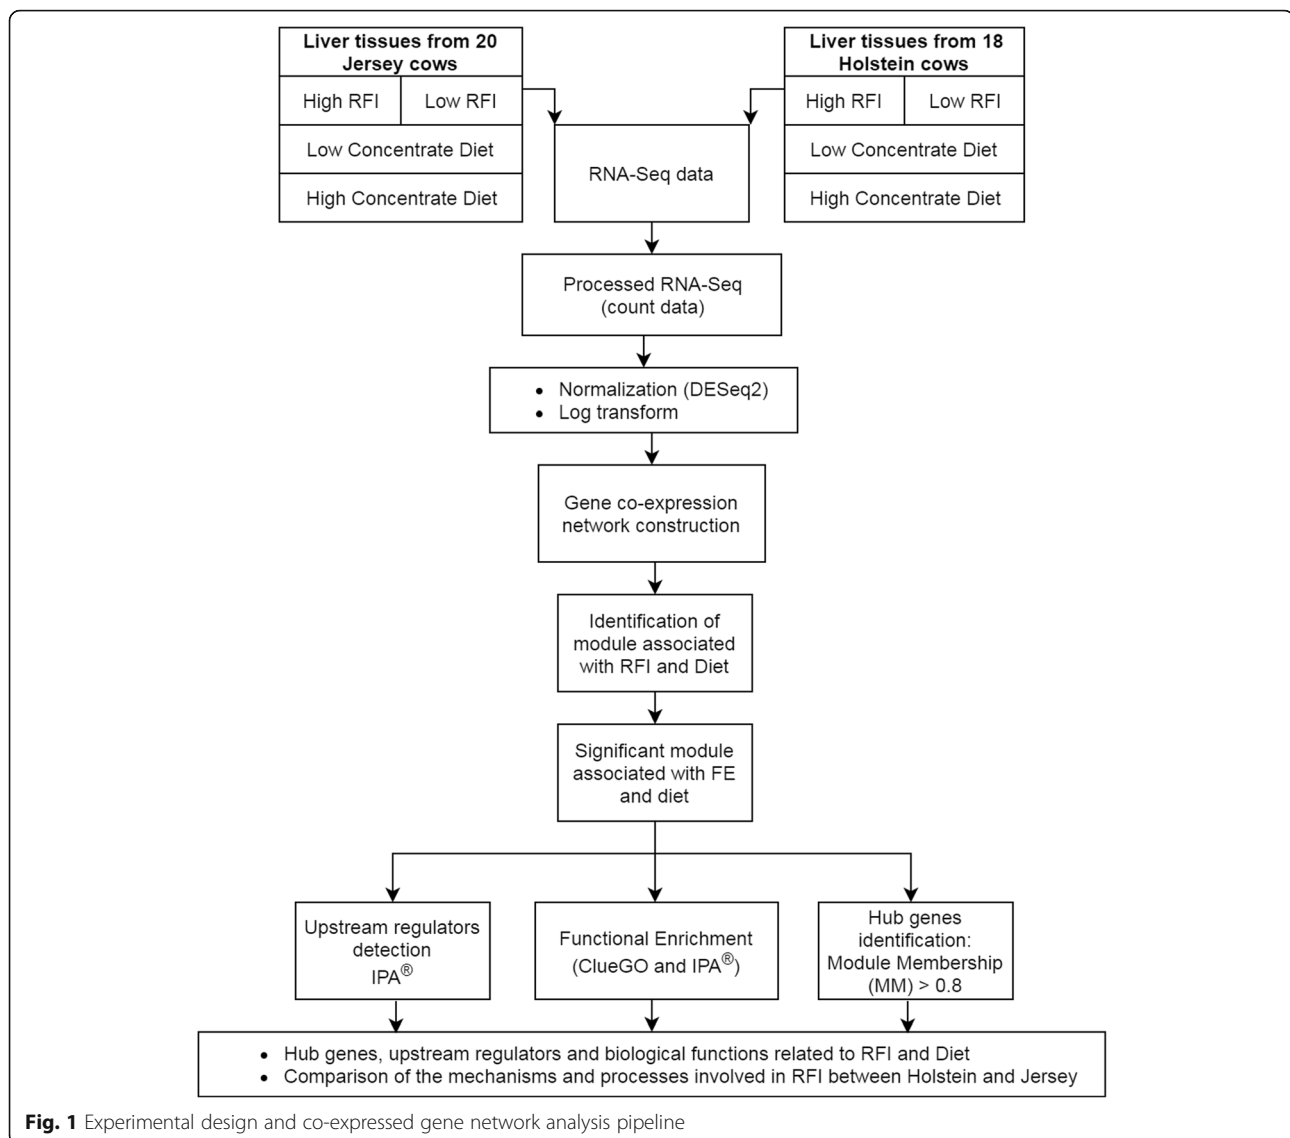 Liver tissues from 20
Jersey cows
High RFI
Low RFI
Low Concentrate Diet
High Concentrate Diet
Liver tissues from 18
Holstein cows
High RFI
Low RFI
Low Concentrate Diet
High Concentrate Diet
RNA-Seq data
Processed RNA-Seq
(count data)
• Normalization (DESeq2)
• Log transform
Gene co-expression
network construction
Identification of
module associated
with RFI and Diet
Significant module
associated with FE
and diet
Upstream regulators
detection
IPA®
Functional Enrichment
(ClueGO and IPA®)
Hub genes
identification:
Module Membership
(MM) > 0.8
• Hub genes, upstream regulators and biological functions related to RFI and Diet
• Comparison of the mechanisms and processes involved in RFI between Holstein and Jersey
Fig. 1 Experimental design and co-expressed gene network analysis pipeline